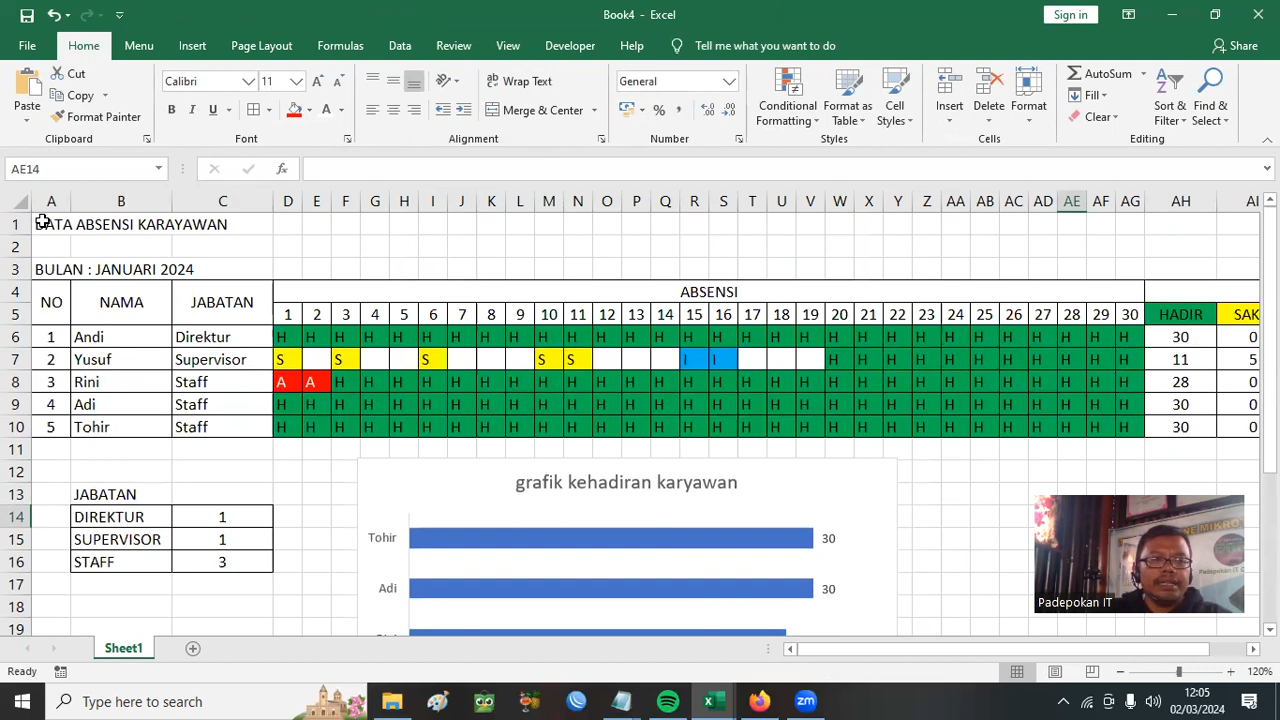 Book4 - Excel
Sign in
File Home Menu Insert Page Layout Formulas Data Review View Developer Help Tell me what you want to do Share
Paste Cut Copy Format Painter
Calibri 11
B I U A
Wrap Text
Merge & Center
General
Conditional Formatting Format as Table Cell Styles
Insert Delete Format
AutoSum Fill Clear
Sort & Filter Find & Select
Clipboard Font Alignment Number Styles Cells Editing
AE14
A B C D E F G H I J K L M N O P Q R S T U V W X Y Z AA AB AC AD AE AF AG AH AI
1 DATA ABSENSI KARAYAWAN
2
3 BULAN : JANUARI 2024
4 NO NAMA JABATAN ABSENSI
5 1 2 3 4 5 6 7 8 9 10 11 12 13 14 15 16 17 18 19 20 21 22 23 24 25 26 27 28 29 30 HADIR SAK
6 1 Andi Direktur H H H H H H H H H H H H H H H H H H H H H H H H H H H H H H 30 0
7 2 Yusuf Supervisor S S S S S I I H H H H H H H H H H H 11 5
8 3 Rini Staff A A H H H H H H H H H H H H H H H H H H H H H H H H H H H H 28 0
9 4 Adi Staff H H H H H H H H H H H H H H H H H H H H H H H H H H H H H H 30 0
10 5 Tohir Staff H H H H H H H H H H H H H H H H H H H H H H H H H H H H H H 30 0
11
12
13 JABATAN
14 DIREKTUR 1
15 SUPERVISOR 1
16 STAFF 3
17
18
19
grafik kehadiran karyawan
Tohir 30
Adi 30
Padepokan IT
Sheet1
Ready
120%
Type here to search
12:05
02/03/2024